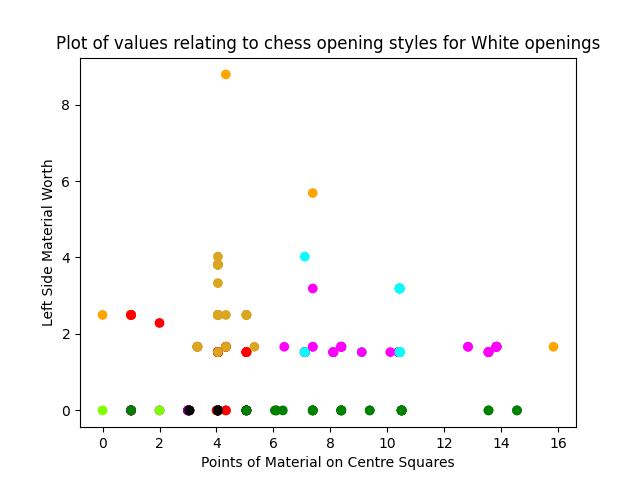 Plot of values relating to chess opening styles for White openings
8
6
4
2
0
Left Side Material Worth
0 2 4 6 8 10 12 14 16
Points of Material on Centre Squares